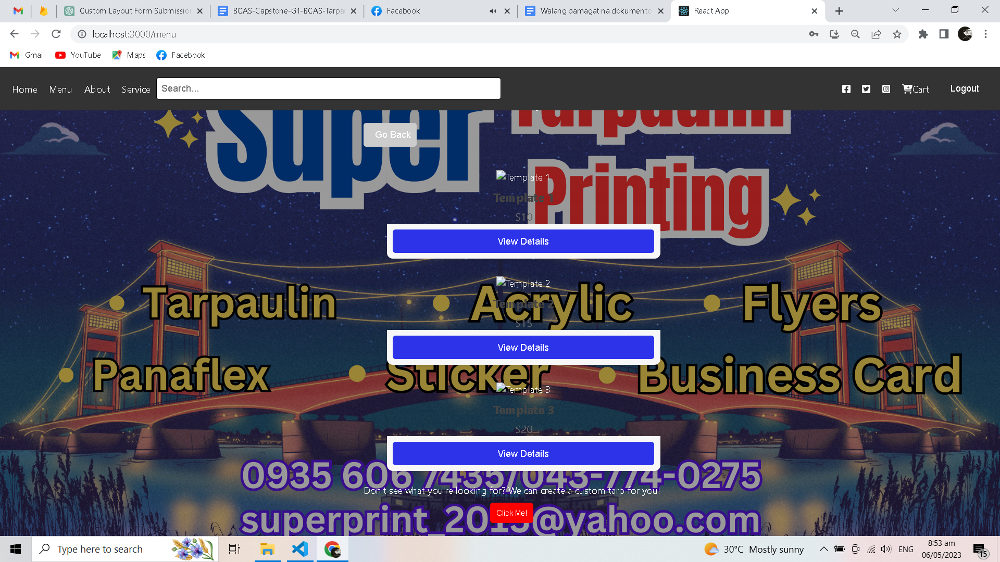 Custom Layout Form Submission
BCAS-Capstone-G1-BCAS-Tarpa
Facebook
Walang pamagat na dokumento
React App
localhost:3000/menu
Gmail
YouTube
Maps
Facebook
Home
Menu
About
Service
Search...
Cart
Logout
Super
Tarpaulin
Printing
Go Back
Template 1
Template 1
$10
View Details
Template 2
Template 2
$15
View Details
Tarpaulin
Acrylic
Flyers
Panaflex
Sticker
Business Card
Template 3
Template 3
$20
View Details
0935 606 7435/043-774-0275
Don't see what you're looking for? We can create a custom tarp for you!
Click Me!
superprint_2015@yahoo.com
Type here to search
30°C Mostly sunny
ENG
8:53 am
06/05/2023
15